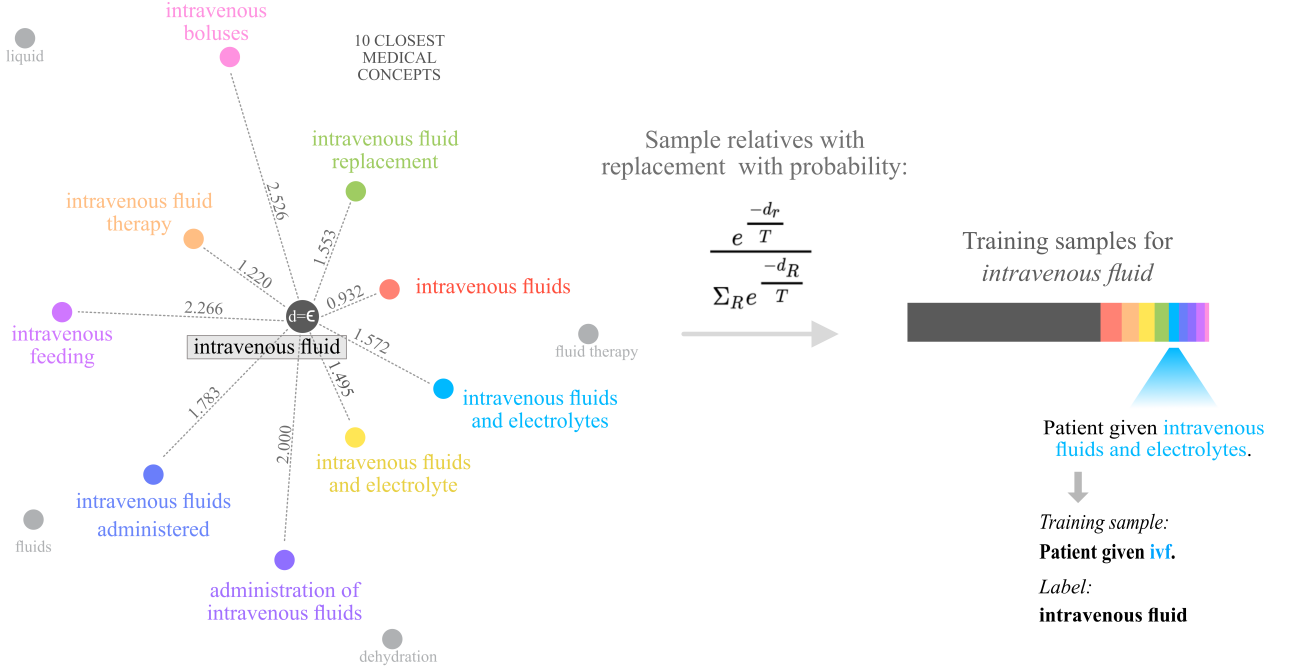 intravenous
boluses
liquid
10 CLOSEST
MEDICAL
CONCEPTS
intravenous fluid
replacement
intravenous fluid
therapy
2.526
1.553
1.220
0.932
intravenous fluids
2.266
d=ϵ
intravenous
feeding
intravenous fluid
1.572
fluid therapy
1.495
intravenous fluids
and electrolytes
1.783
2.000
intravenous fluids
and electrolyte
intravenous fluids
administered
fluids
administration of
intravenous fluids
dehydration
Sample relatives with
replacement with probability:
e^(-d_r/T)
Σ_R e^(-d_R/T)
Training samples for
intravenous fluid
Patient given intravenous
fluids and electrolytes.
Training sample:
Patient given ivf.
Label:
intravenous fluid